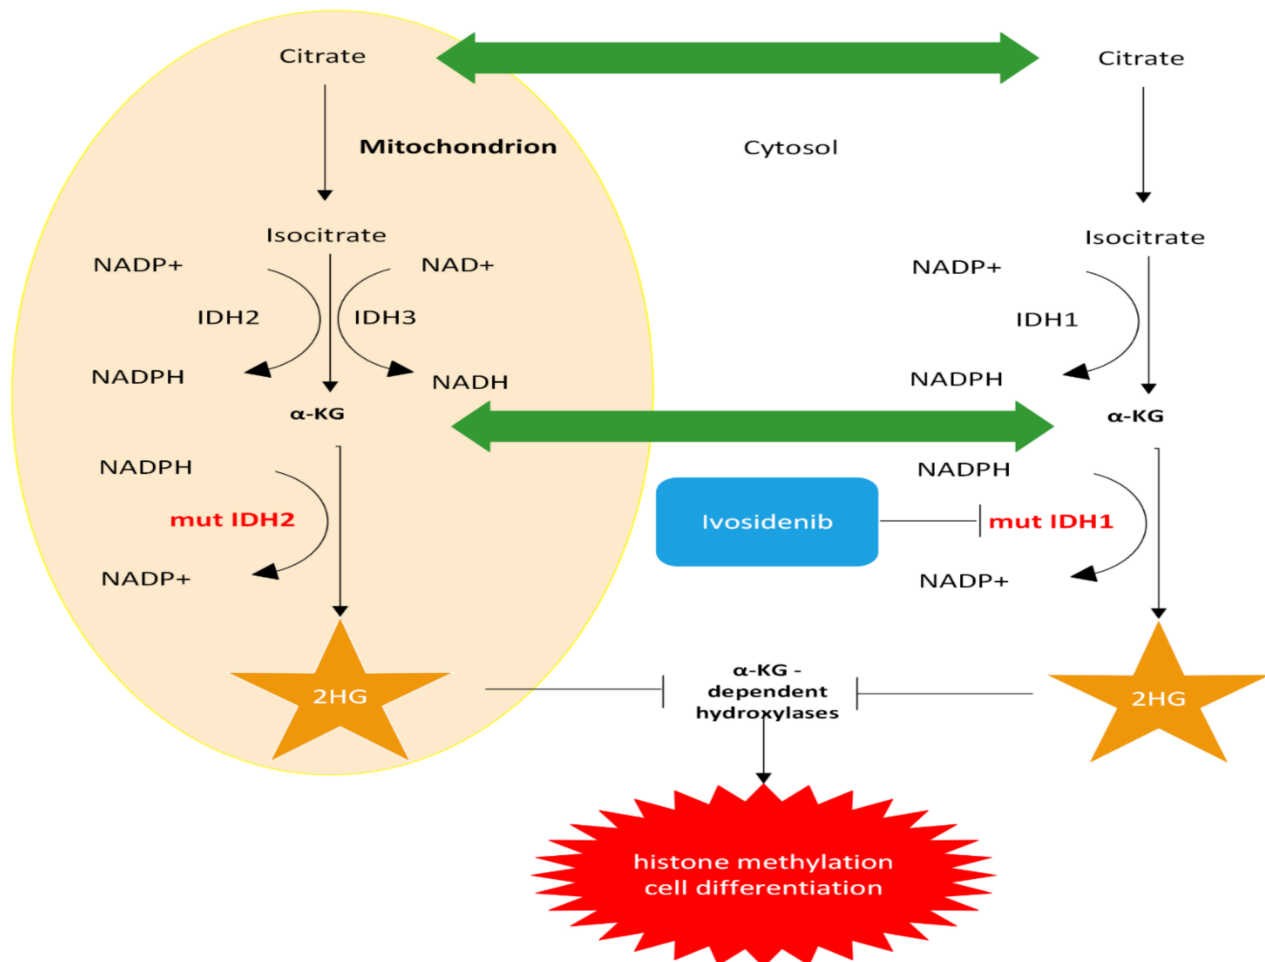 Citrate
Citrate
Mitochondrion
Cytosol
Isocitrate
Isocitrate
NADP+
NAD+
NADP+
IDH2
IDH3
IDH1
NADPH
NADH
NADPH
α-KG
α-KG
NADPH
NADPH
mut IDH2
Ivosidenib
mut IDH1
NADP+
NADP+
2HG
α-KG -
dependent
hydroxylases
2HG
histone methylation
cell differentiation